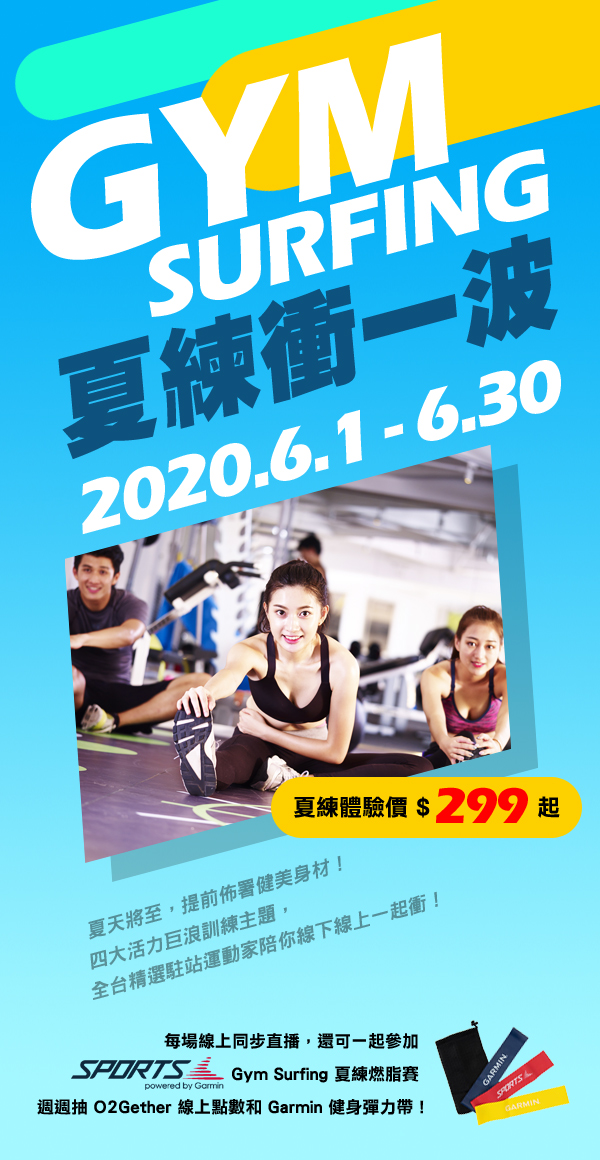 GYM
SURFING
夏練衝一波
2020.6.1 - 6.30
夏練體驗價 $ 299 起
夏天將至，提前佈署健美身材！
四大活力巨浪訓練主題，
全台精選駐站運動家陪你線下線上一起衝！
每場線上同步直播，還可一起參加
SPORTS powered by Garmin Gym Surfing 夏練燃脂賽
週週抽 O2Gether 線上點數和 Garmin 健身彈力帶！
GARMIN.
SPORTS
GARMIN.